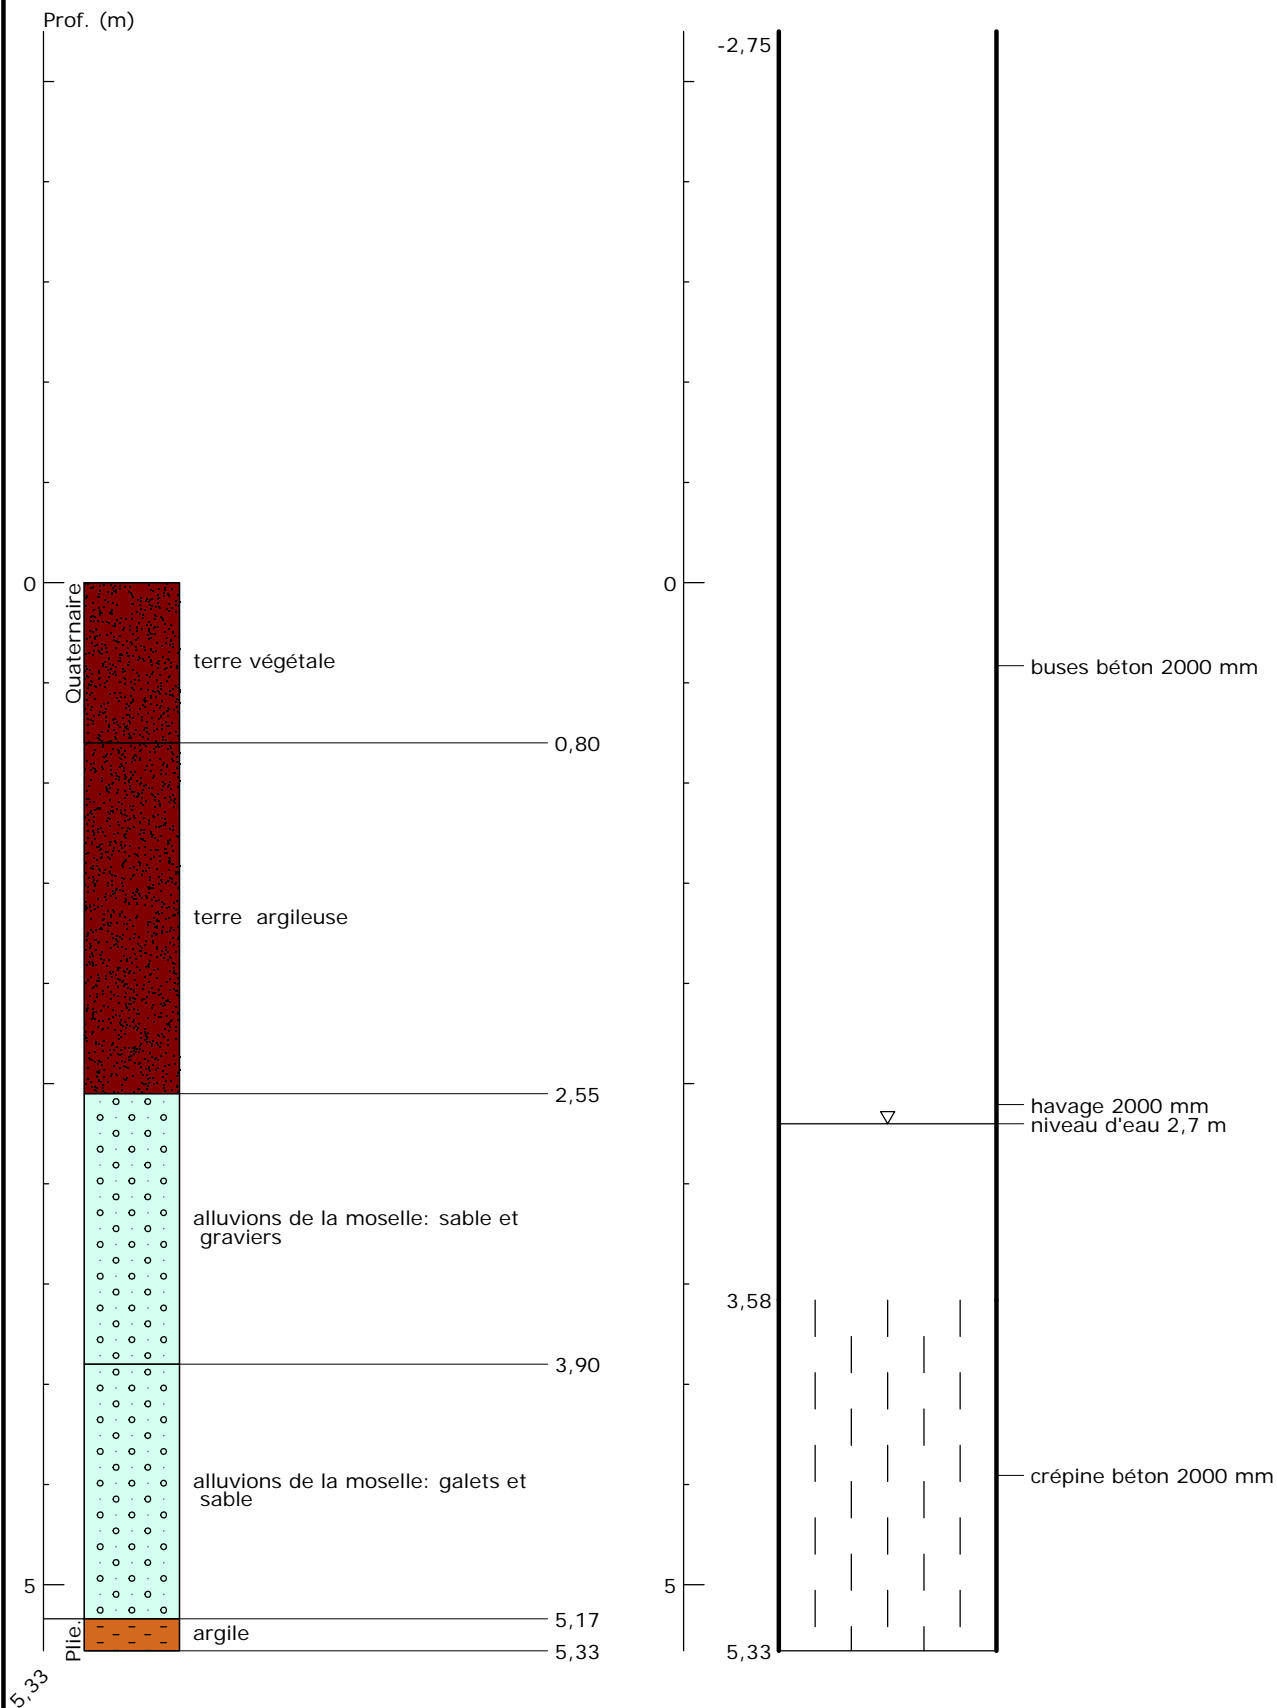 Prof. (m)
-2,75
0
0
Quaternaire
terre végétale
buses béton 2000 mm
0,80
terre  argileuse
2,55
havage 2000 mm
niveau d'eau 2,7 m
alluvions de la moselle: sable et
graviers
3,58
3,90
alluvions de la moselle: galets et
sable
crépine béton 2000 mm
5
5
5,17
Plie.
argile
5,33
5,33
5,33